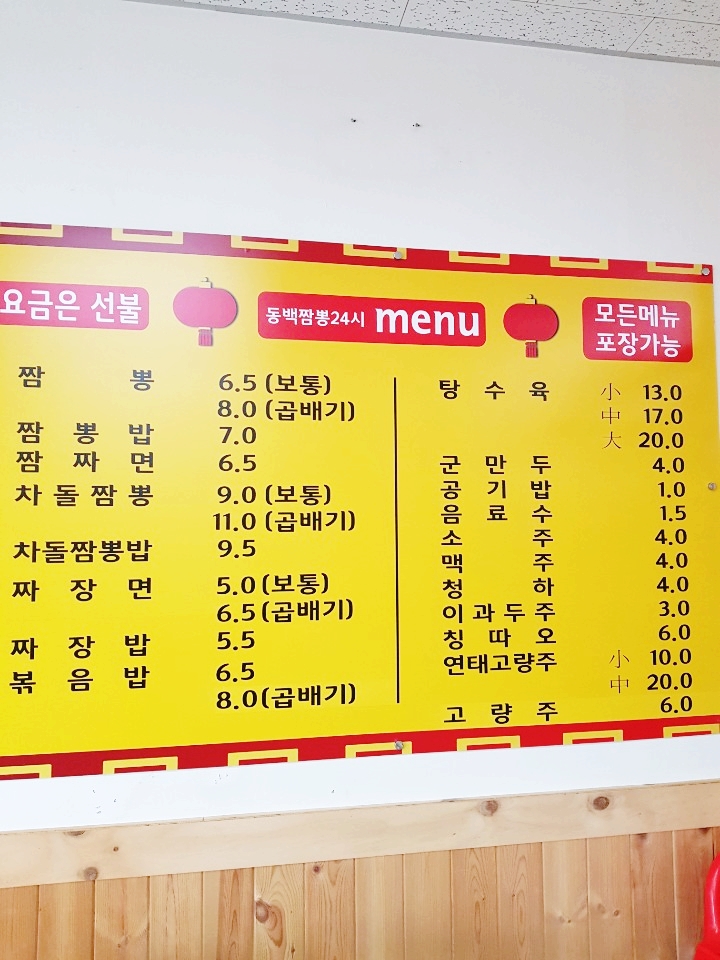 요금은 선불
동백짬뽕24시 menu
모든메뉴
포장가능
짬 뽕 6.5 (보통)
8.0 (곱배기)
짬 뽕 밥 7.0
짬 짜 면 6.5
차 돌 짬 뽕 9.0 (보통)
11.0 (곱배기)
차돌짬뽕밥 9.5
짜 장 면 5.0 (보통)
6.5 (곱배기)
짜 장 밥 5.5
볶 음 밥 6.5
8.0 (곱배기)
탕 수 육 小 13.0
中 17.0
大 20.0
군 만 두 4.0
공 기 밥 1.0
음 료 수 1.5
소 주 4.0
맥 주 4.0
청 하 4.0
이 과 두 주 3.0
칭 따 오 6.0
연태고량주 小 10.0
中 20.0
고 량 주 6.0